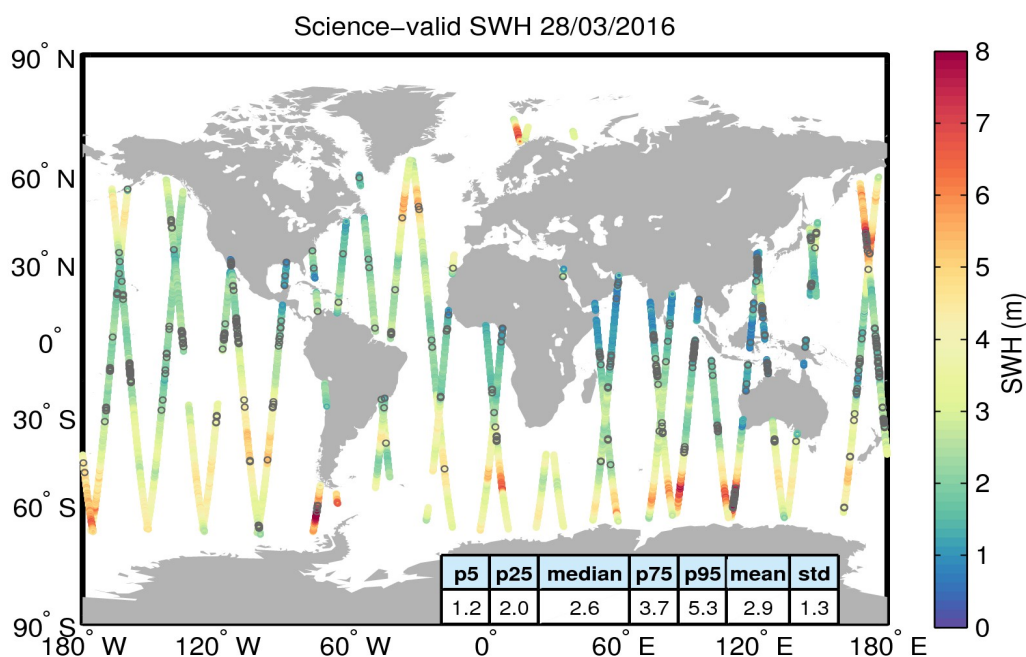 Science−valid SWH 28/03/2016
90° N
60° N
30° N
0°
30° S
60° S
90° S
180° W
120° W
60° W
0°
60° E
120° E
180° E
8
7
6
5
4
3
2
1
0
SWH (m)
p5 p25 median p75 p95 mean std
1.2 2.0 2.6 3.7 5.3 2.9 1.3